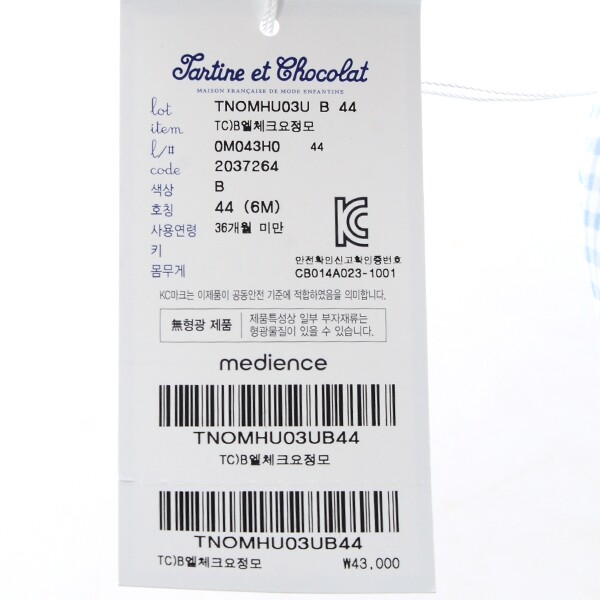 Tartine et Chocolat
MAISON FRANÇAISE DE MODE ENFANTINE
lot TNOMHU03U B 44
item TC)B엘체크요정모
l/# 0M043H0 44
code 2037264
색상 B
호칭 44 (6M)
사용연령 36개월 미만
키
몸무게
안전확인신고확인증번호
CB014A023-1001
KC마크는 이제품이 공동안전 기준에 적합하였음을 의미합니다.
無형광 제품
제품특성상 일부 부자재류는
형광물질이 있을 수 있습니다.
medience
TNOMHU03UB44
TC)B엘체크요정모
TNOMHU03UB44
TC)B엘체크요정모 ₩43,000